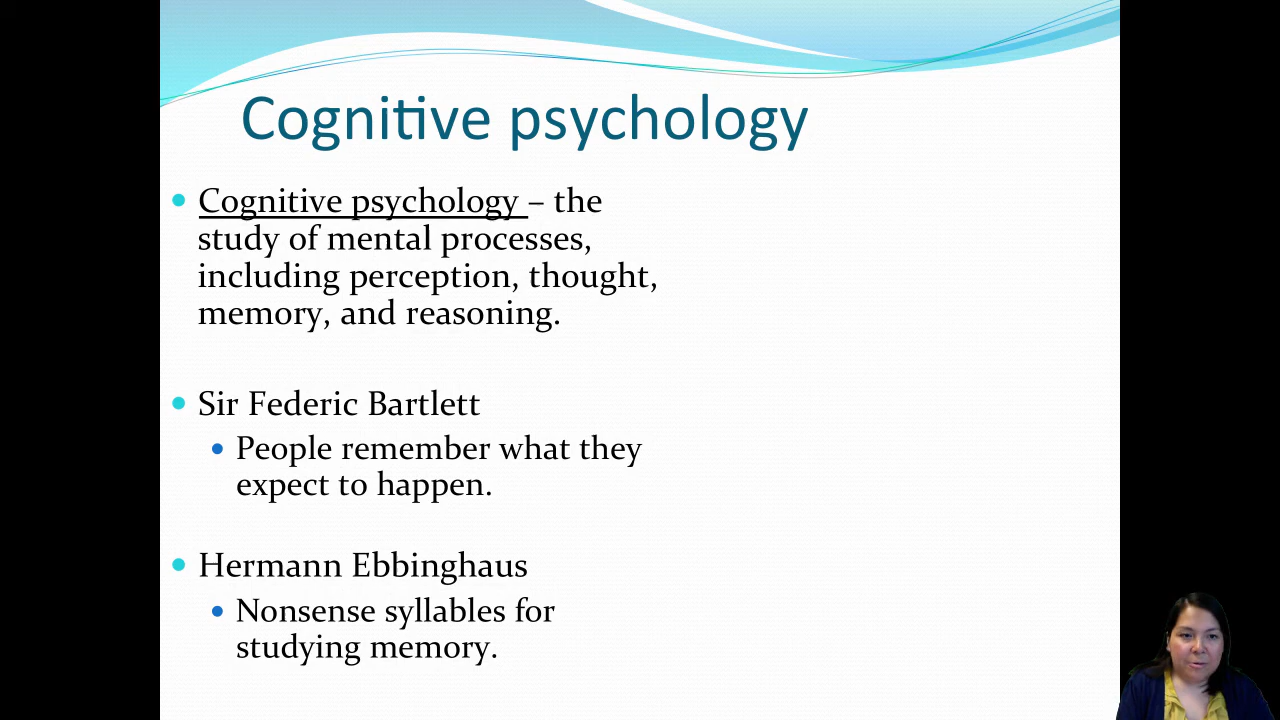 Cognitive psychology
Cognitive psychology – the
study of mental processes,
including perception, thought,
memory, and reasoning.
Sir Federic Bartlett
People remember what they
expect to happen.
Hermann Ebbinghaus
Nonsense syllables for
studying memory.